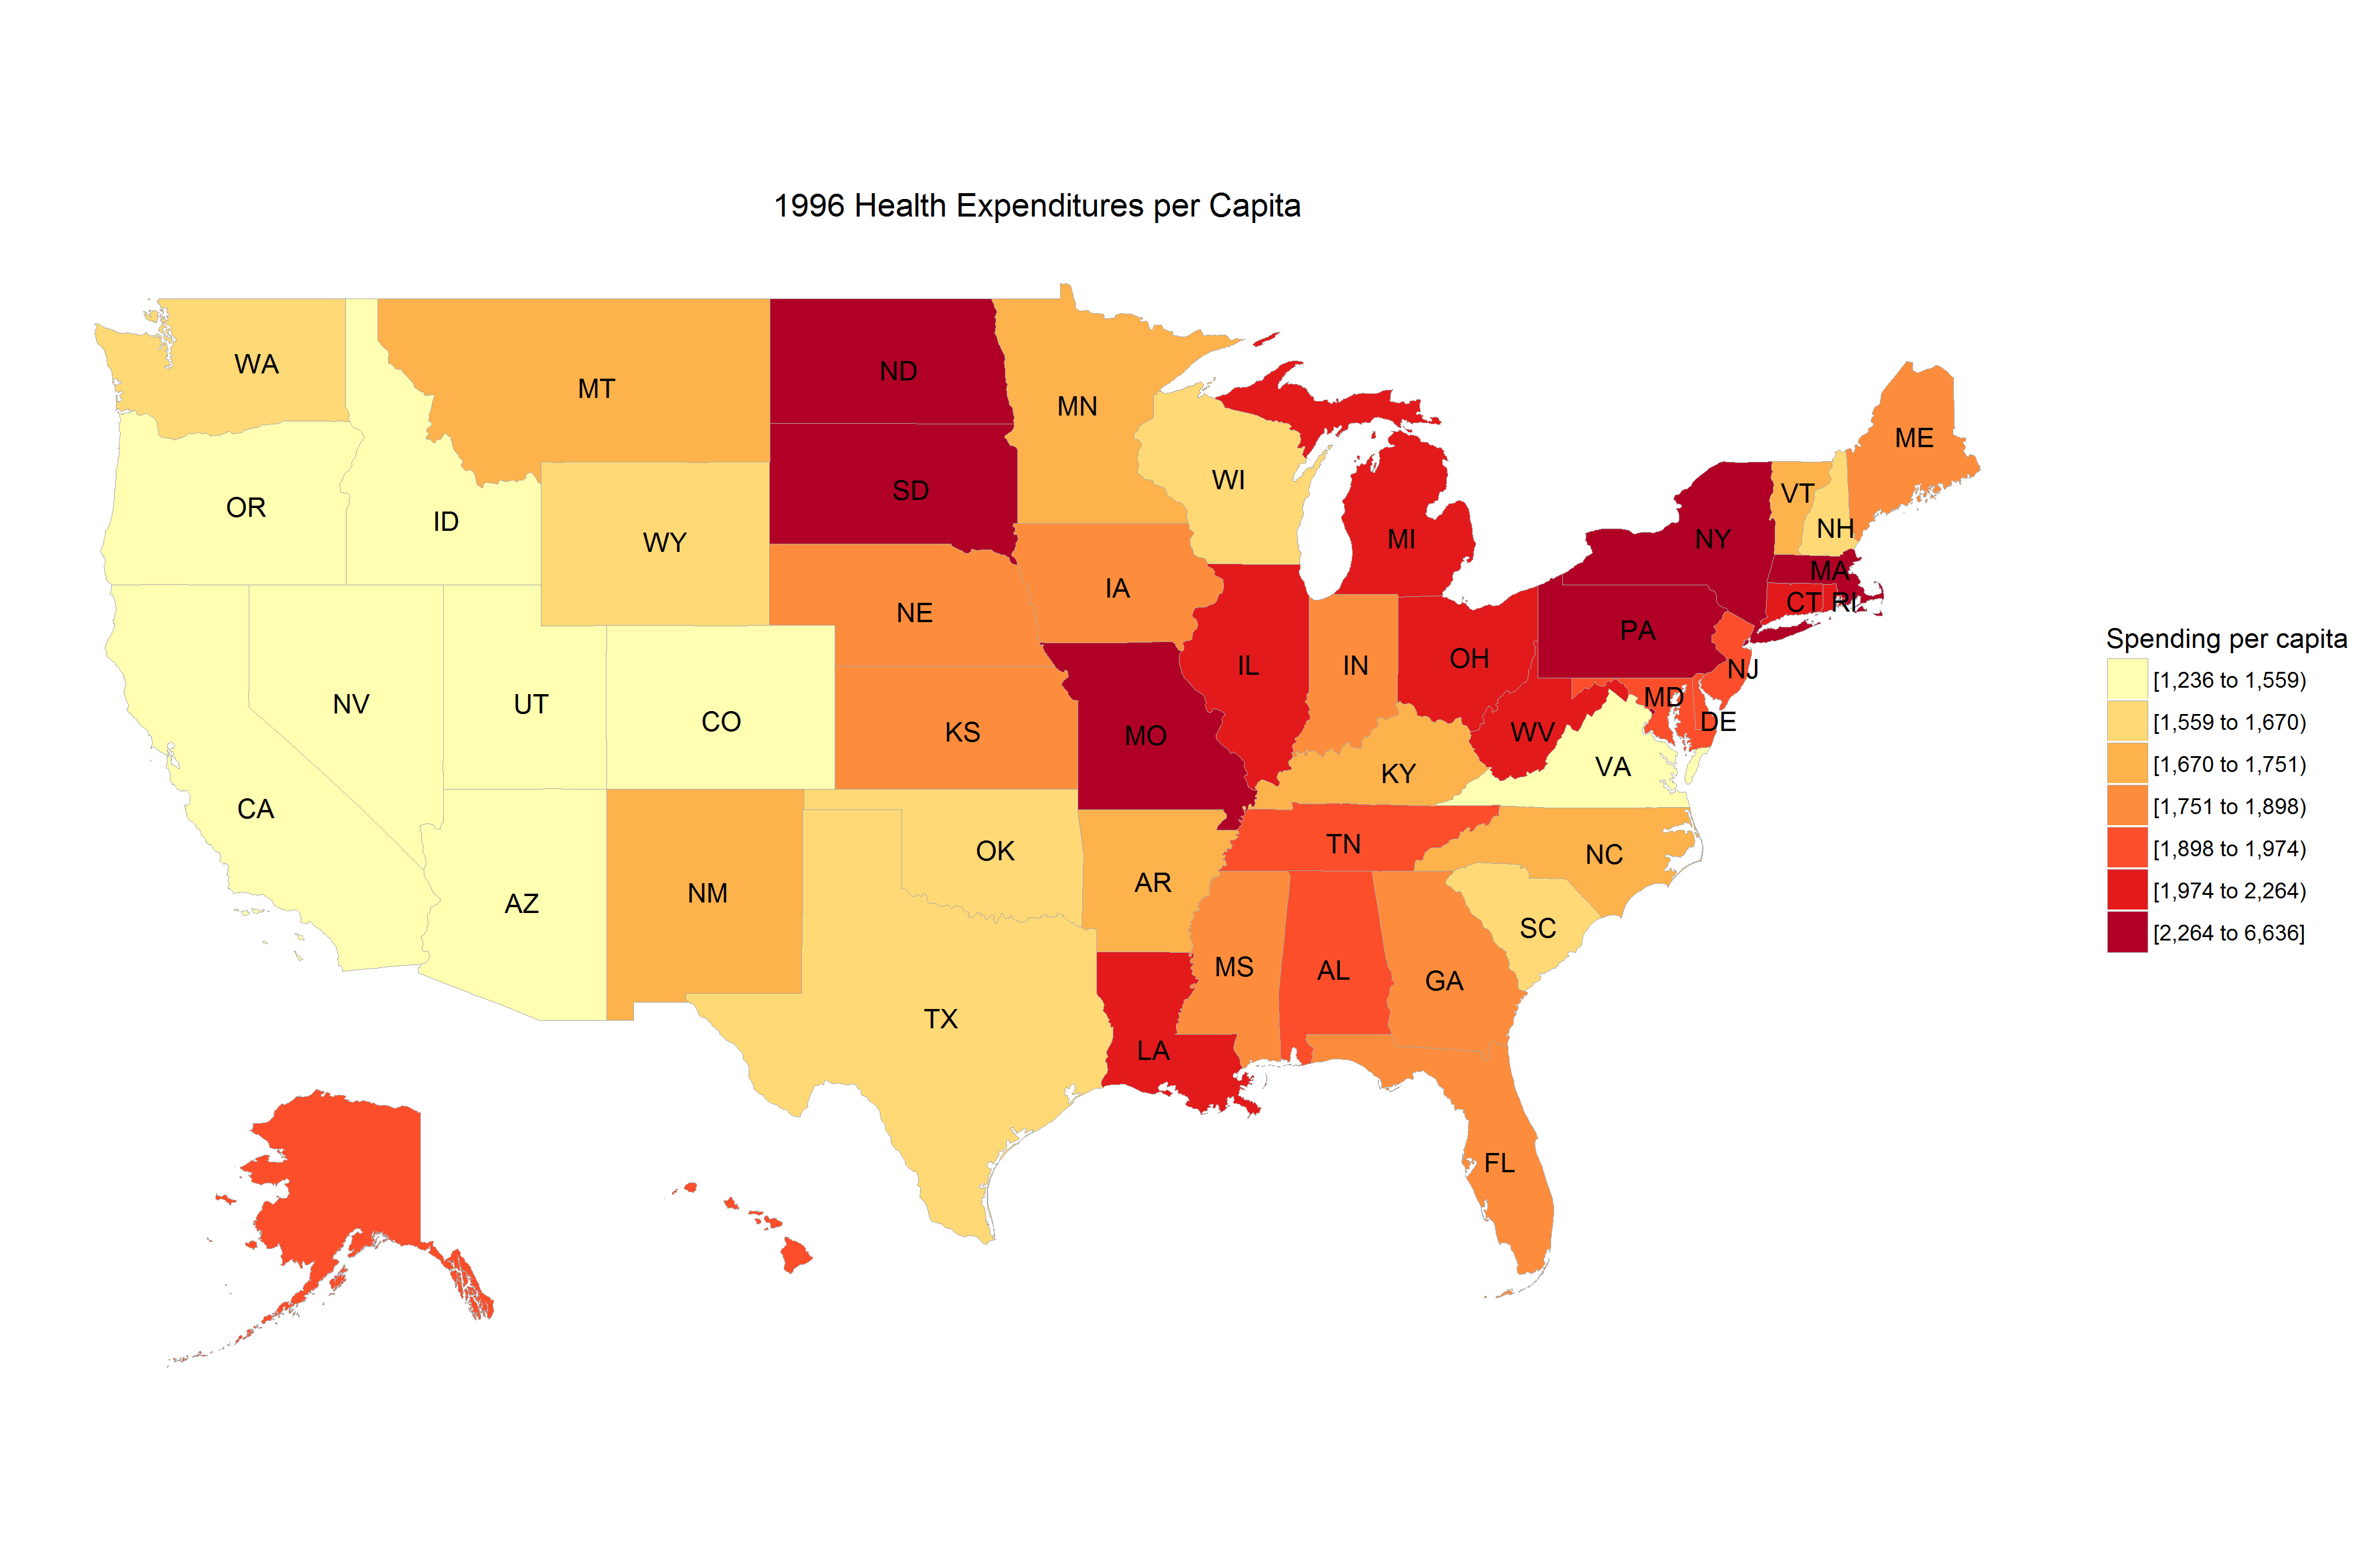 1996 Health Expenditures per Capita
WA
MT
ND
MN
ME
OR
ID
WY
SD
WI
MI
NY
VT
NH
MA
CT RI
NE
IA
PA
NV
UT
CO
KS
MO
IL
IN
OH
NJ
MD
DE
WV
VA
KY
CA
AZ
NM
OK
AR
TN
NC
SC
TX
LA
MS
AL
GA
FL
Spending per capita
[1,236 to 1,559)
[1,559 to 1,670)
[1,670 to 1,751)
[1,751 to 1,898)
[1,898 to 1,974)
[1,974 to 2,264)
[2,264 to 6,636]